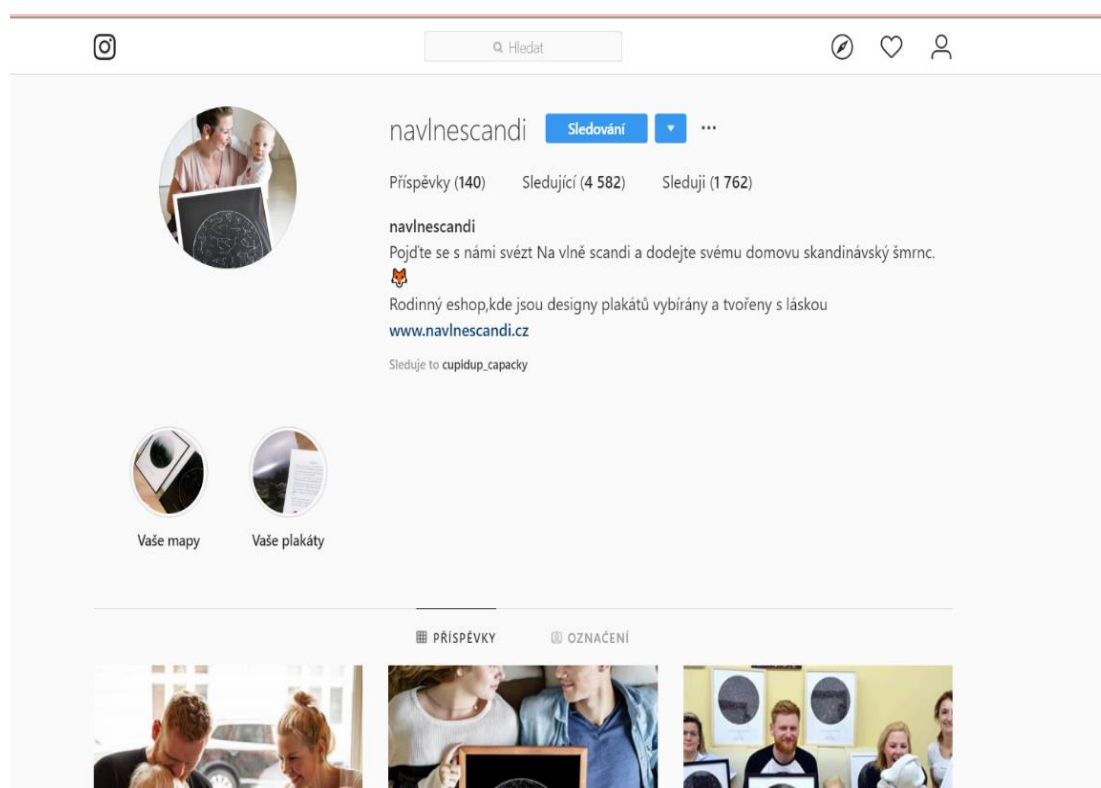 Hledat
navlnescandi Sledování
Příspěvky (140) Sledující (4 582) Sleduji (1 762)
navlnescandi
Pojďte se s námi svézt Na vlně scandi a dodejte svému domovu skandinávský šmrnc.
🦊
Rodinný eshop,kde jsou designy plakátů vybírány a tvořeny s láskou
www.navlnescandi.cz
Sleduje to cupidup_capacky
Vaše mapy Vaše plakáty
PŘÍSPĚVKY OZNAČENÍ